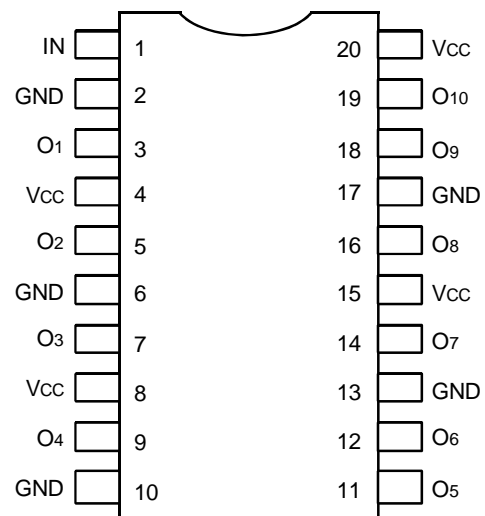 IN 1 20 VCC
GND 2 19 O10
O1 3 18 O9
VCC 4 17 GND
O2 5 16 O8
GND 6 15 VCC
O3 7 14 O7
VCC 8 13 GND
O4 9 12 O6
GND 10 11 O5